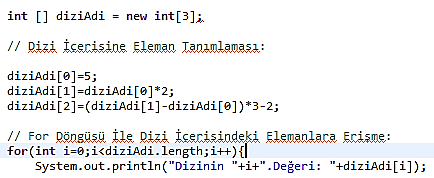 int [] diziAdi = new int[3];
// Dizi İcerisine Eleman Tanımlaması:
diziAdi[0]=5;
diziAdi[1]=diziAdi[0]*2;
diziAdi[2]=(diziAdi[1]-diziAdi[0])*3-2;
// For Döngüsü İle Dizi İcerisindeki Elemanlara Erisme:
for(int i=0;i<diziAdi.length;i++){
System.out.println("Dizinin "+i+".Değeri: "+diziAdi[i]);